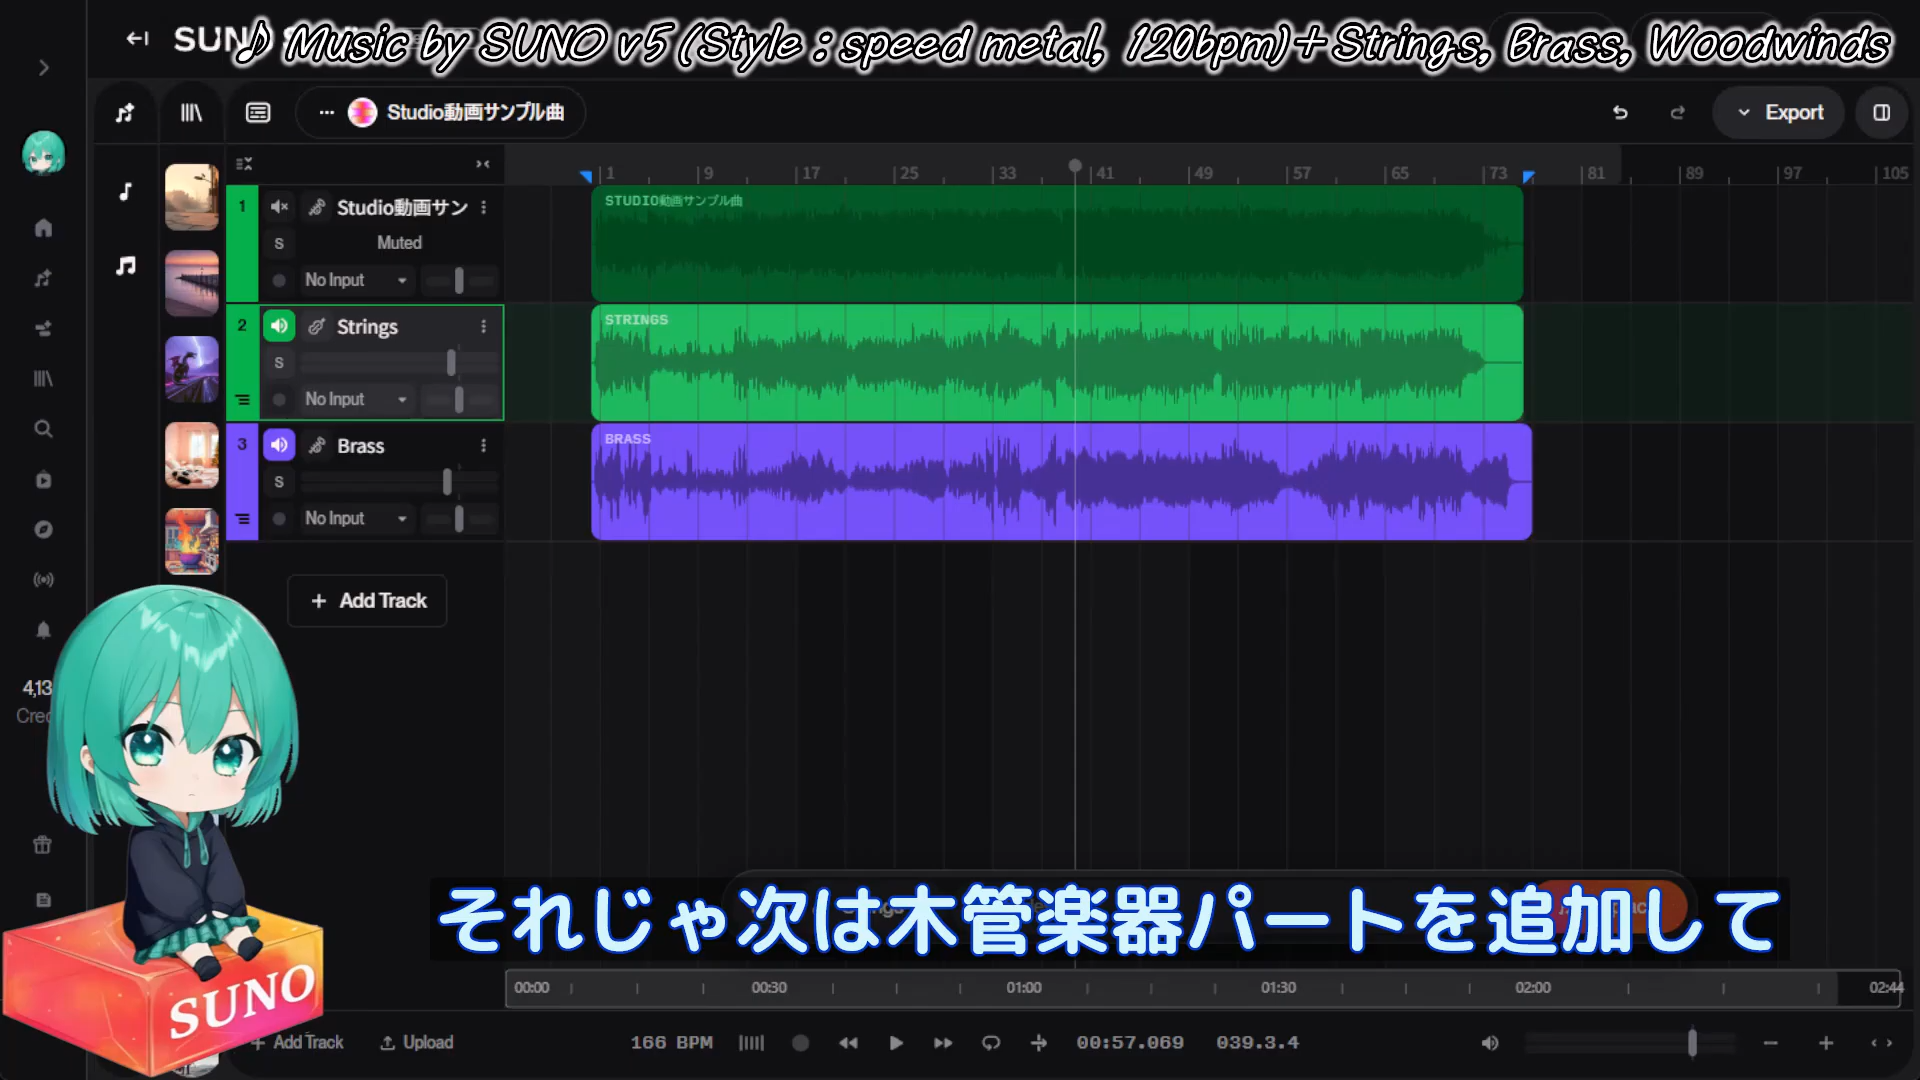 SUNO
♪ Music by SUNO v5 (Style : speed metal, 120bpm)+Strings, Brass, Woodwinds
Studio動画サンプル曲
Export
1 9 17 25 33 41 49 57 65 73 81 89 97 105
1 Studio動画サン
Muted
S
No Input
STUDIO動画サンプル曲
2 Strings
S
No Input
STRINGS
3 Brass
S
No Input
BRASS
+ Add Track
4,13
Cred
それじゃ次は木管楽器パートを追加して
00:00 00:30 01:00 01:30 02:00 02:44
SUNO
+ Add Track Upload 166 BPM 00:57.069 039.3.4